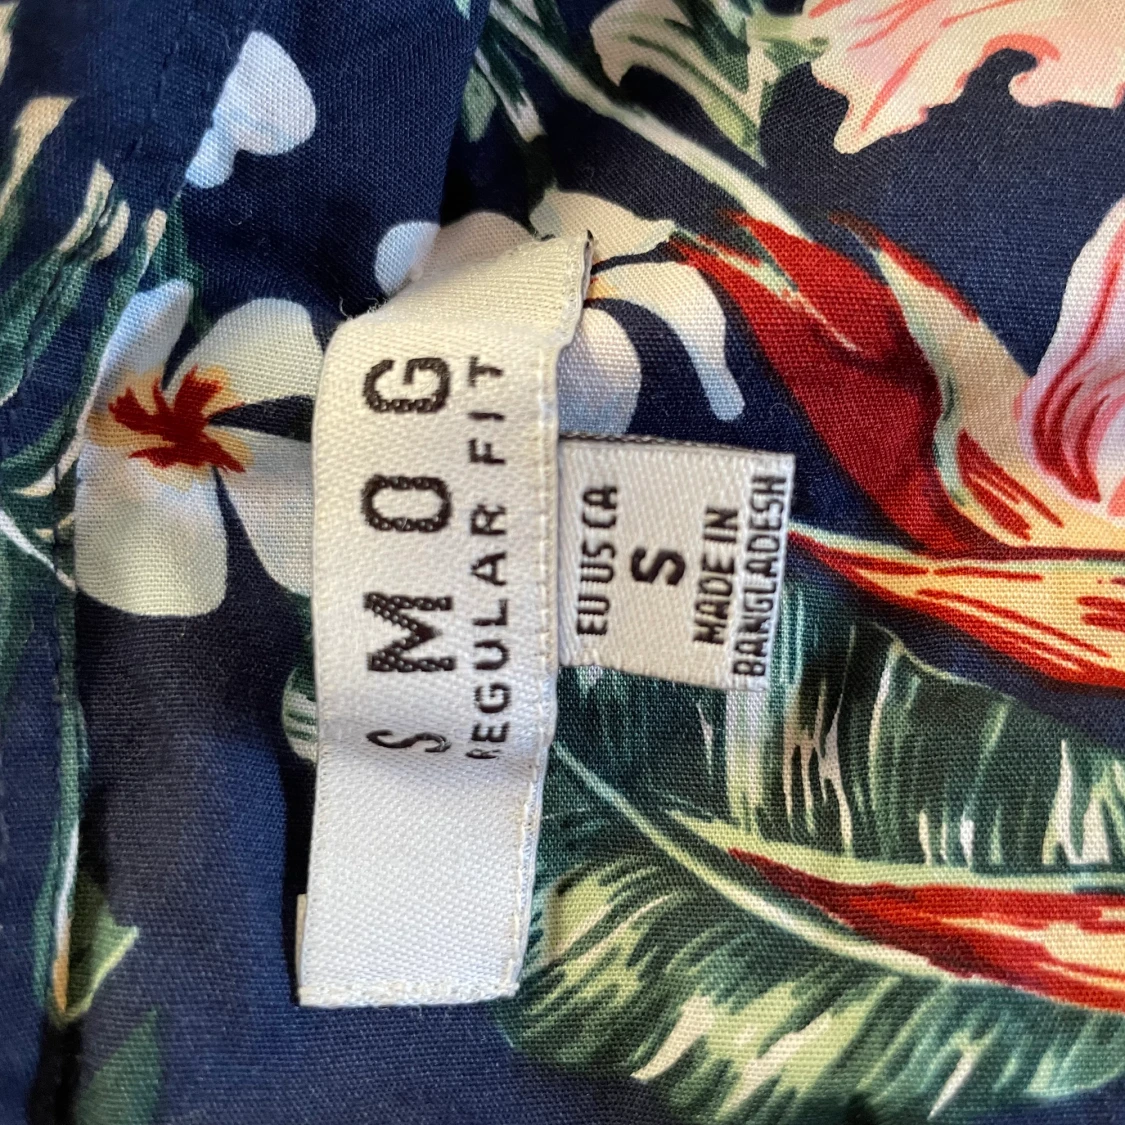 SMOG
REGULAR FIT
EU US CA
S
MADE IN
BANGLADESH